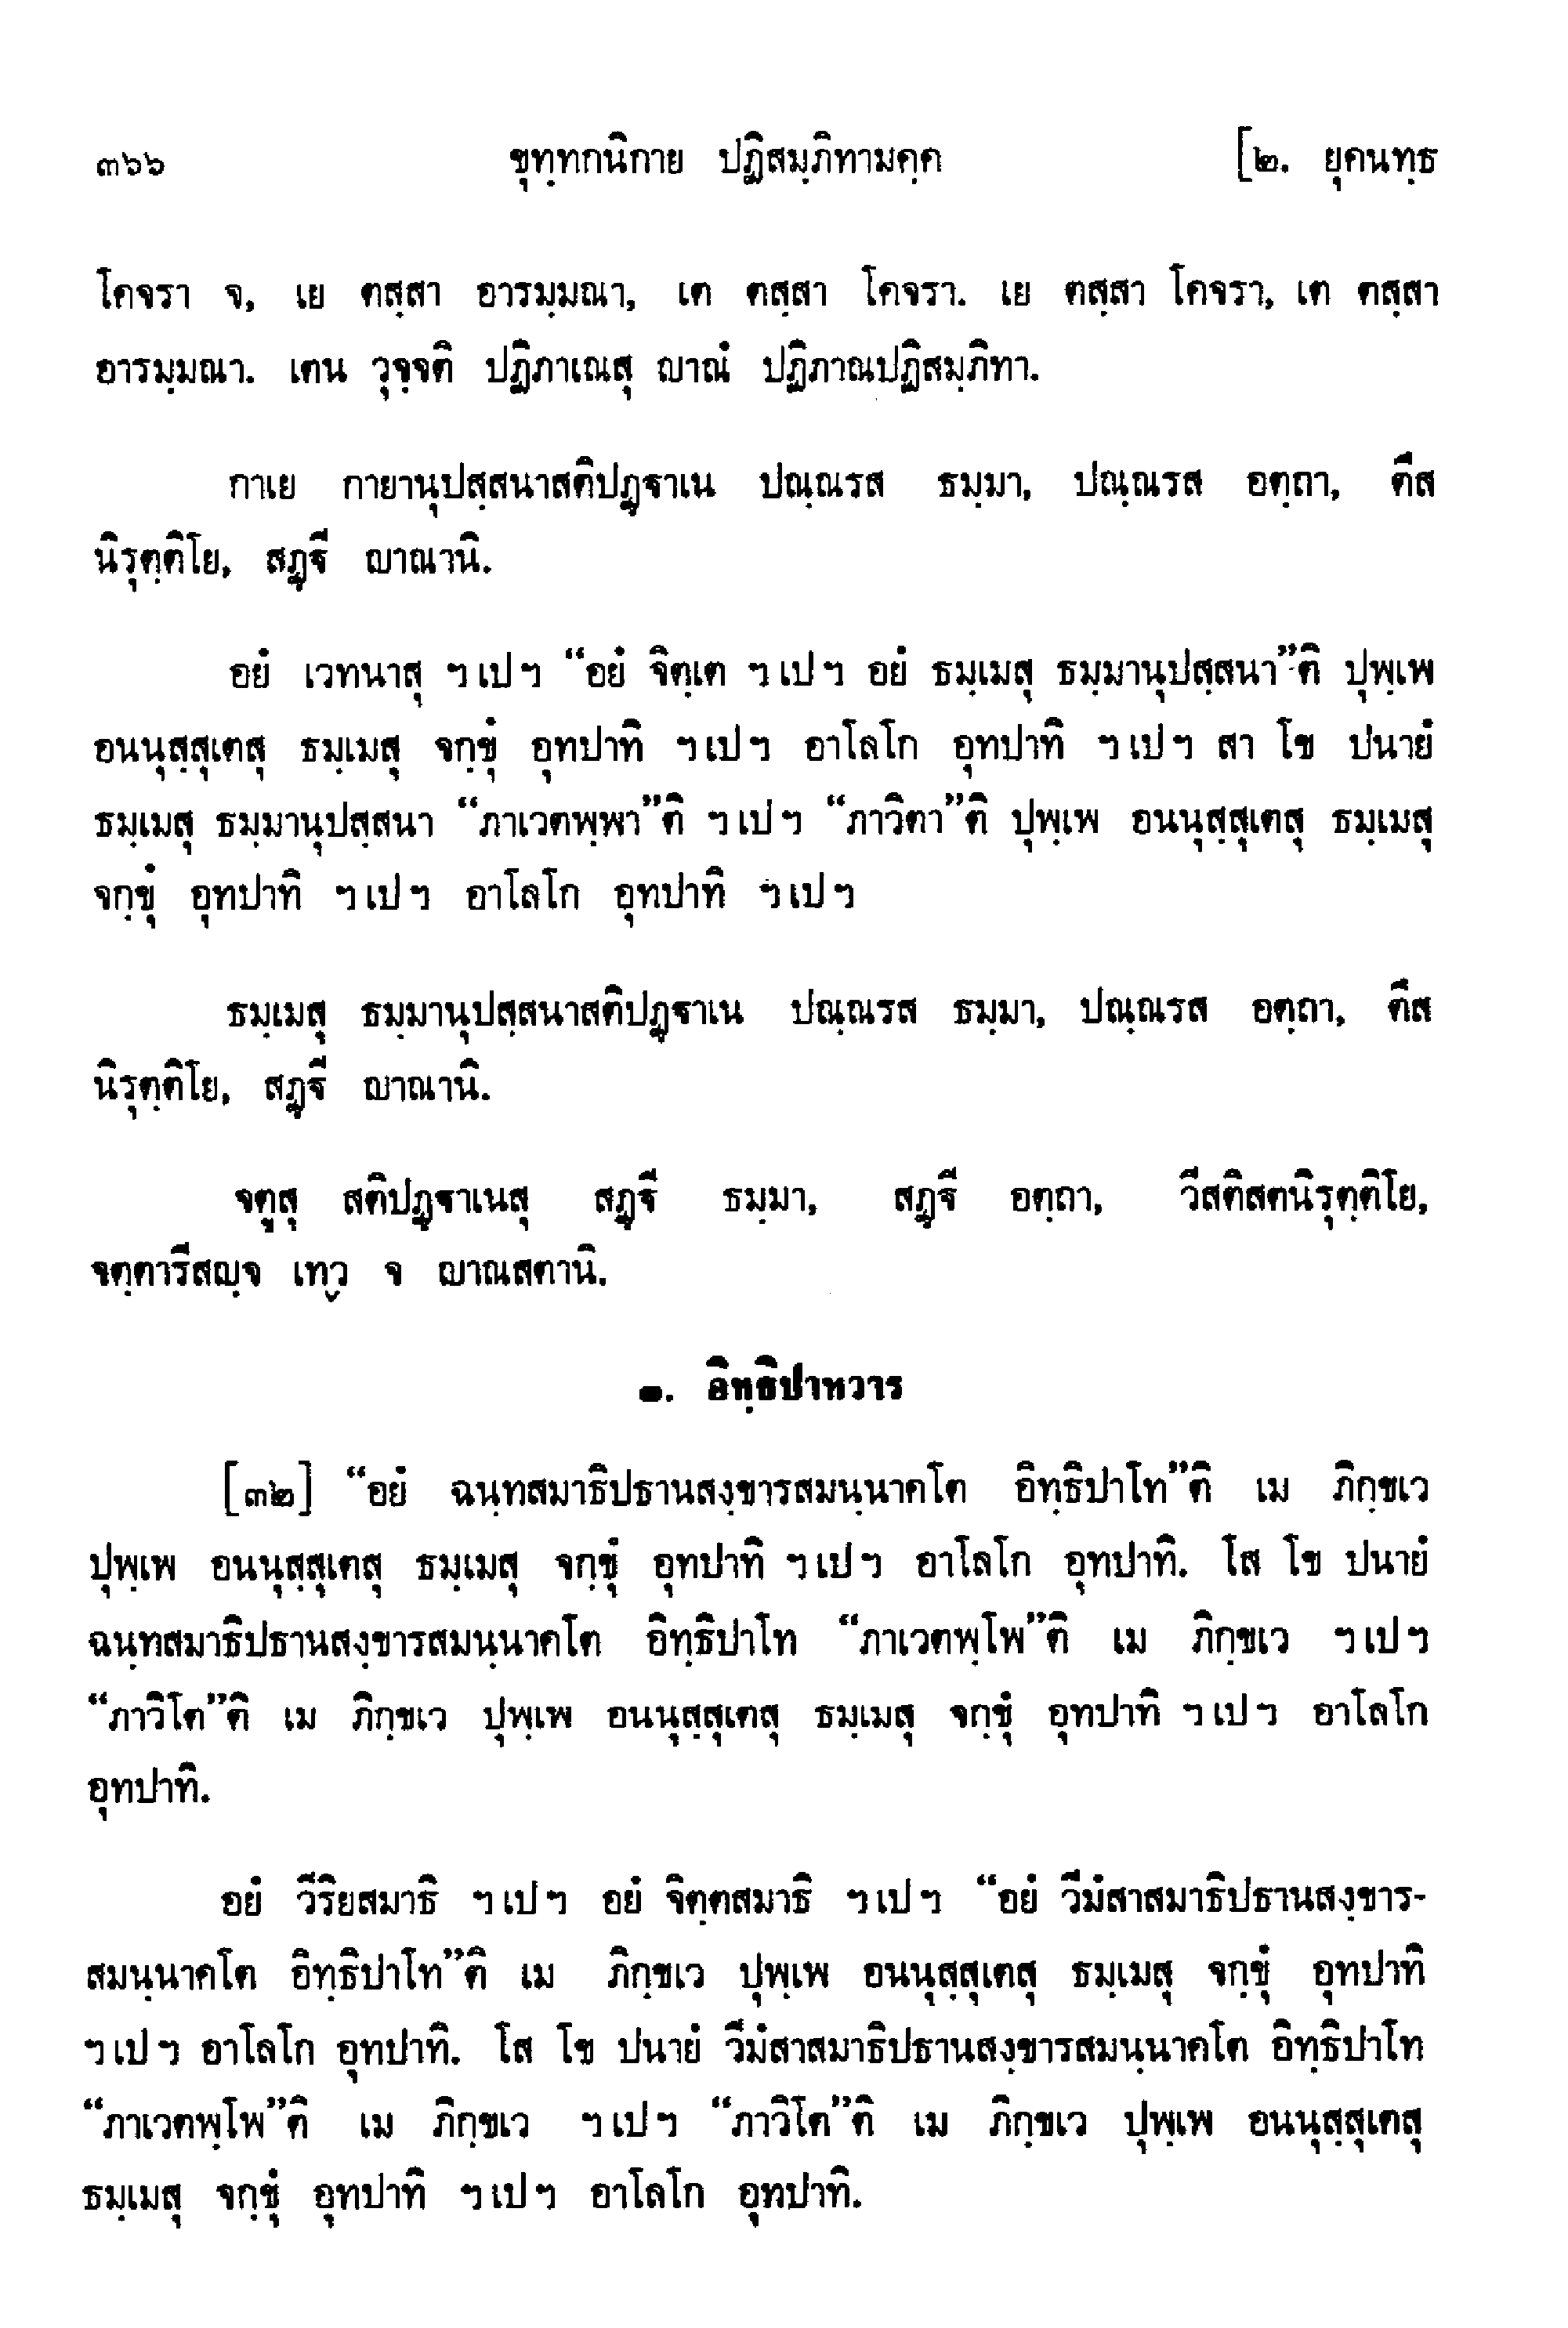 ๓๖๖ ขุทฺทกนิกาย ปฏิสมฺภิทามคฺค [๒. ยุคนทฺธ
โคจรา จ, เย ตสฺสา อารมฺมณา, เต ตสฺสา โคจรา. เย ตสฺสา โคจรา, เต ตสฺสา
อารมฺมณา. เตน วุจฺจติ ปฏิภาเณสุ ญาณํ ปฏิภาณปฏิสมฺภิทา.
กาเย กายานุปสฺสนาสติปฏฺฐาเน ปณฺณรส ธมฺมา, ปณฺณรส อตฺถา, ตึส
นิรุตฺติโย, สฏฺฐี ญาณานิ.
อยํ เวทนาสุ ฯเปฯ “อยํ จิตฺเต ฯเปฯ อยํ ธมฺเมสุ ธมฺมานุปสฺสนา”ติ ปุพฺเพ
อนนุสฺสุเตสุ ธมฺเมสุ จกฺขุํ อุทปาทิ ฯเปฯ อาโลโก อุทปาทิ ฯเปฯ สา โข ปนายํ
ธมฺเมสุ ธมฺมานุปสฺสนา “ภาเวตพฺพา”ติ ฯเปฯ “ภาวิตา”ติ ปุพฺเพ อนนุสฺสุเตสุ ธมฺเมสุ
จกฺขุํ อุทปาทิ ฯเปฯ อาโลโก อุทปาทิ ฯเปฯ
ธมฺเมสุ ธมฺมานุปสฺสนาสติปฏฺฐาเน ปณฺณรส ธมฺมา, ปณฺณรส อตฺถา, ตึส
นิรุตฺติโย, สฏฺฐี ญาณานิ.
จตูสุ สติปฏฺฐาเนสุ สฏฺฐี ธมฺมา, สฏฺฐี อตฺถา, วีสติสตนิรุตฺติโย,
จตฺตารีสญฺจ เทฺว จ ญาณสตานิ.
๑. อิทฺธิปาทวาร
[๓๒] “อยํ ฉนฺทสมาธิปธานสงฺขารสมนฺนาคโต อิทฺธิปาโท”ติ เม ภิกฺขเว
ปุพฺเพ อนนุสฺสุเตสุ ธมฺเมสุ จกฺขุํ อุทปาทิ ฯเปฯ อาโลโก อุทปาทิ. โส โข ปนายํ
ฉนฺทสมาธิปธานสงฺขารสมนฺนาคโต อิทฺธิปาโท “ภาเวตพฺโพ”ติ เม ภิกฺขเว ฯเปฯ
“ภาวิโต”ติ เม ภิกฺขเว ปุพฺเพ อนนุสฺสุเตสุ ธมฺเมสุ จกฺขุํ อุทปาทิ ฯเปฯ อาโลโก
อุทปาทิ.
อยํ วีริยสมาธิ ฯเปฯ อยํ จิตฺตสมาธิ ฯเปฯ “อยํ วีมํสาสมาธิปธานสงฺขาร-
สมนฺนาคโต อิทฺธิปาโท”ติ เม ภิกฺขเว ปุพฺเพ อนนุสฺสุเตสุ ธมฺเมสุ จกฺขุํ อุทปาทิ
ฯเปฯ อาโลโก อุทปาทิ. โส โข ปนายํ วีมํสาสมาธิปธานสงฺขารสมนฺนาคโต อิทฺธิปาโท
“ภาเวตพฺโพ”ติ เม ภิกฺขเว ฯเปฯ “ภาวิโต”ติ เม ภิกฺขเว ปุพฺเพ อนนุสฺสุเตสุ
ธมฺเมสุ จกฺขุํ อุทปาทิ ฯเปฯ อาโลโก อุทปาทิ.